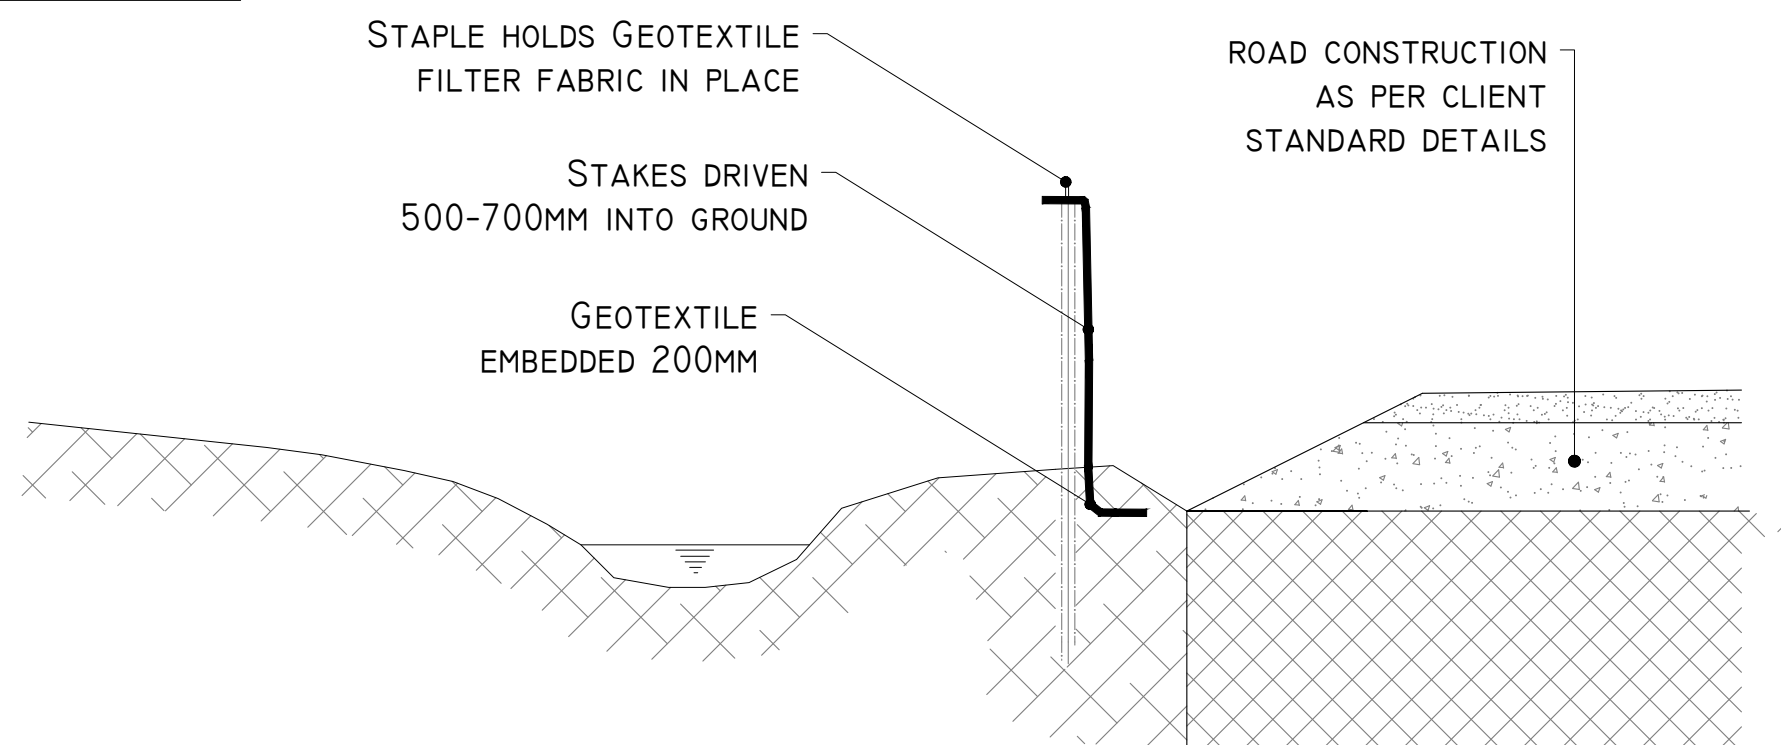 STAPLE HOLDS GEOTEXTILE
FILTER FABRIC IN PLACE
STAKES DRIVEN
500-700MM INTO GROUND
GEOTEXTILE
EMBEDDED 200MM
ROAD CONSTRUCTION
AS PER CLIENT
STANDARD DETAILS